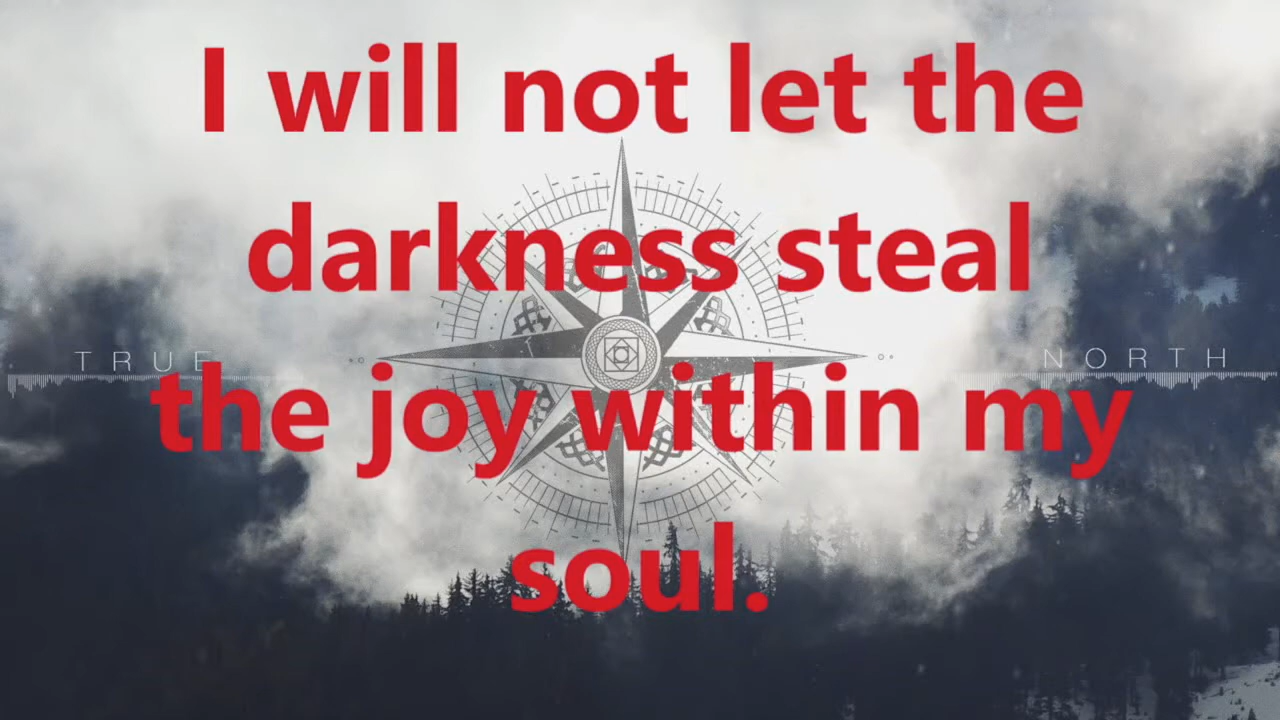 I will not let the
darkness steal
TRUE NORTH
the joy within my
soul.